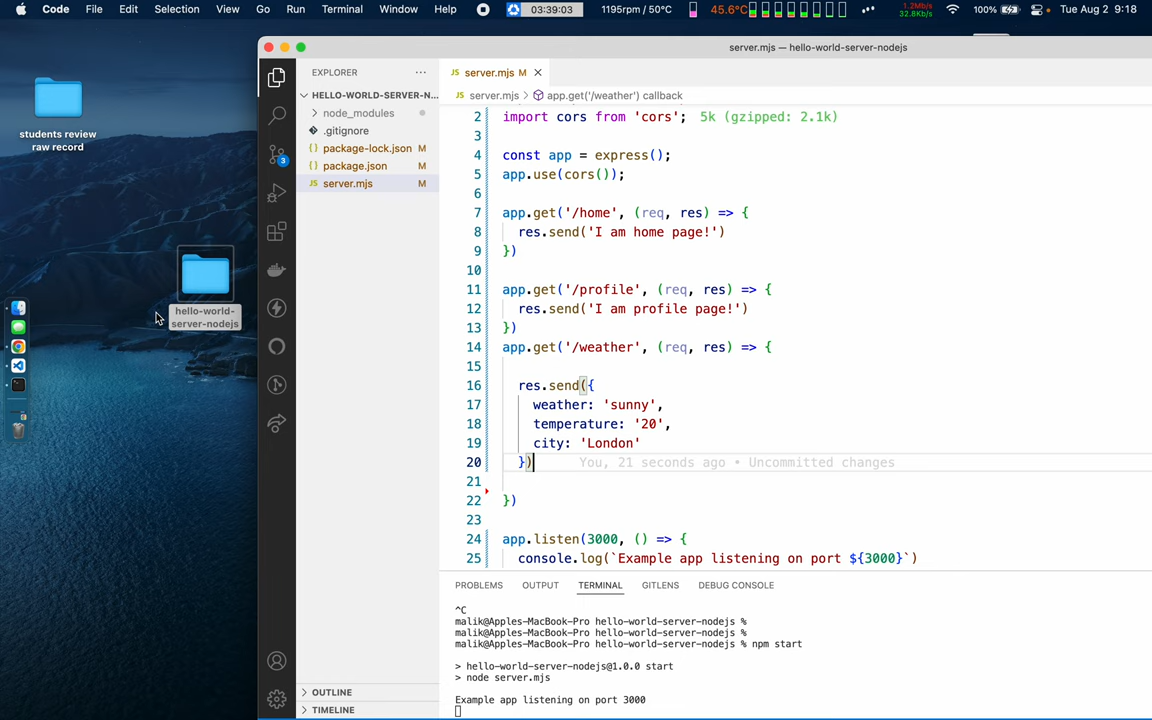 Code File Edit Selection View Go Run Terminal Window Help 03:39:03 1195rpm / 50°C 45.6°C 1.2Mb/s 32.8Kb/s 100% Tue Aug 2 9:18
server.mjs — hello-world-server-nodejs
students review
raw record
hello-world-
server-nodejs
EXPLORER ···
HELLO-WORLD-SERVER-N...
node_modules
.gitignore
{} package-lock.json M
{} package.json M
JS server.mjs M
3
OUTLINE
TIMELINE
JS server.mjs M
JS server.mjs > app.get('/weather') callback
2 import cors from 'cors'; 5k (gzipped: 2.1k)
3
4 const app = express();
5 app.use(cors());
6
7 app.get('/home', (req, res) => {
8 res.send('I am home page!')
9 })
10
11 app.get('/profile', (req, res) => {
12 res.send('I am profile page!')
13 })
14 app.get('/weather', (req, res) => {
15
16 res.send({
17 weather: 'sunny',
18 temperature: '20',
19 city: 'London'
20 }) You, 21 seconds ago • Uncommitted changes
21
22 })
23
24 app.listen(3000, () => {
25 console.log(`Example app listening on port ${3000}`)
PROBLEMS OUTPUT TERMINAL GITLENS DEBUG CONSOLE
^C
malik@Apples-MacBook-Pro hello-world-server-nodejs %
malik@Apples-MacBook-Pro hello-world-server-nodejs %
malik@Apples-MacBook-Pro hello-world-server-nodejs % npm start
> hello-world-server-nodejs@1.0.0 start
> node server.mjs
Example app listening on port 3000